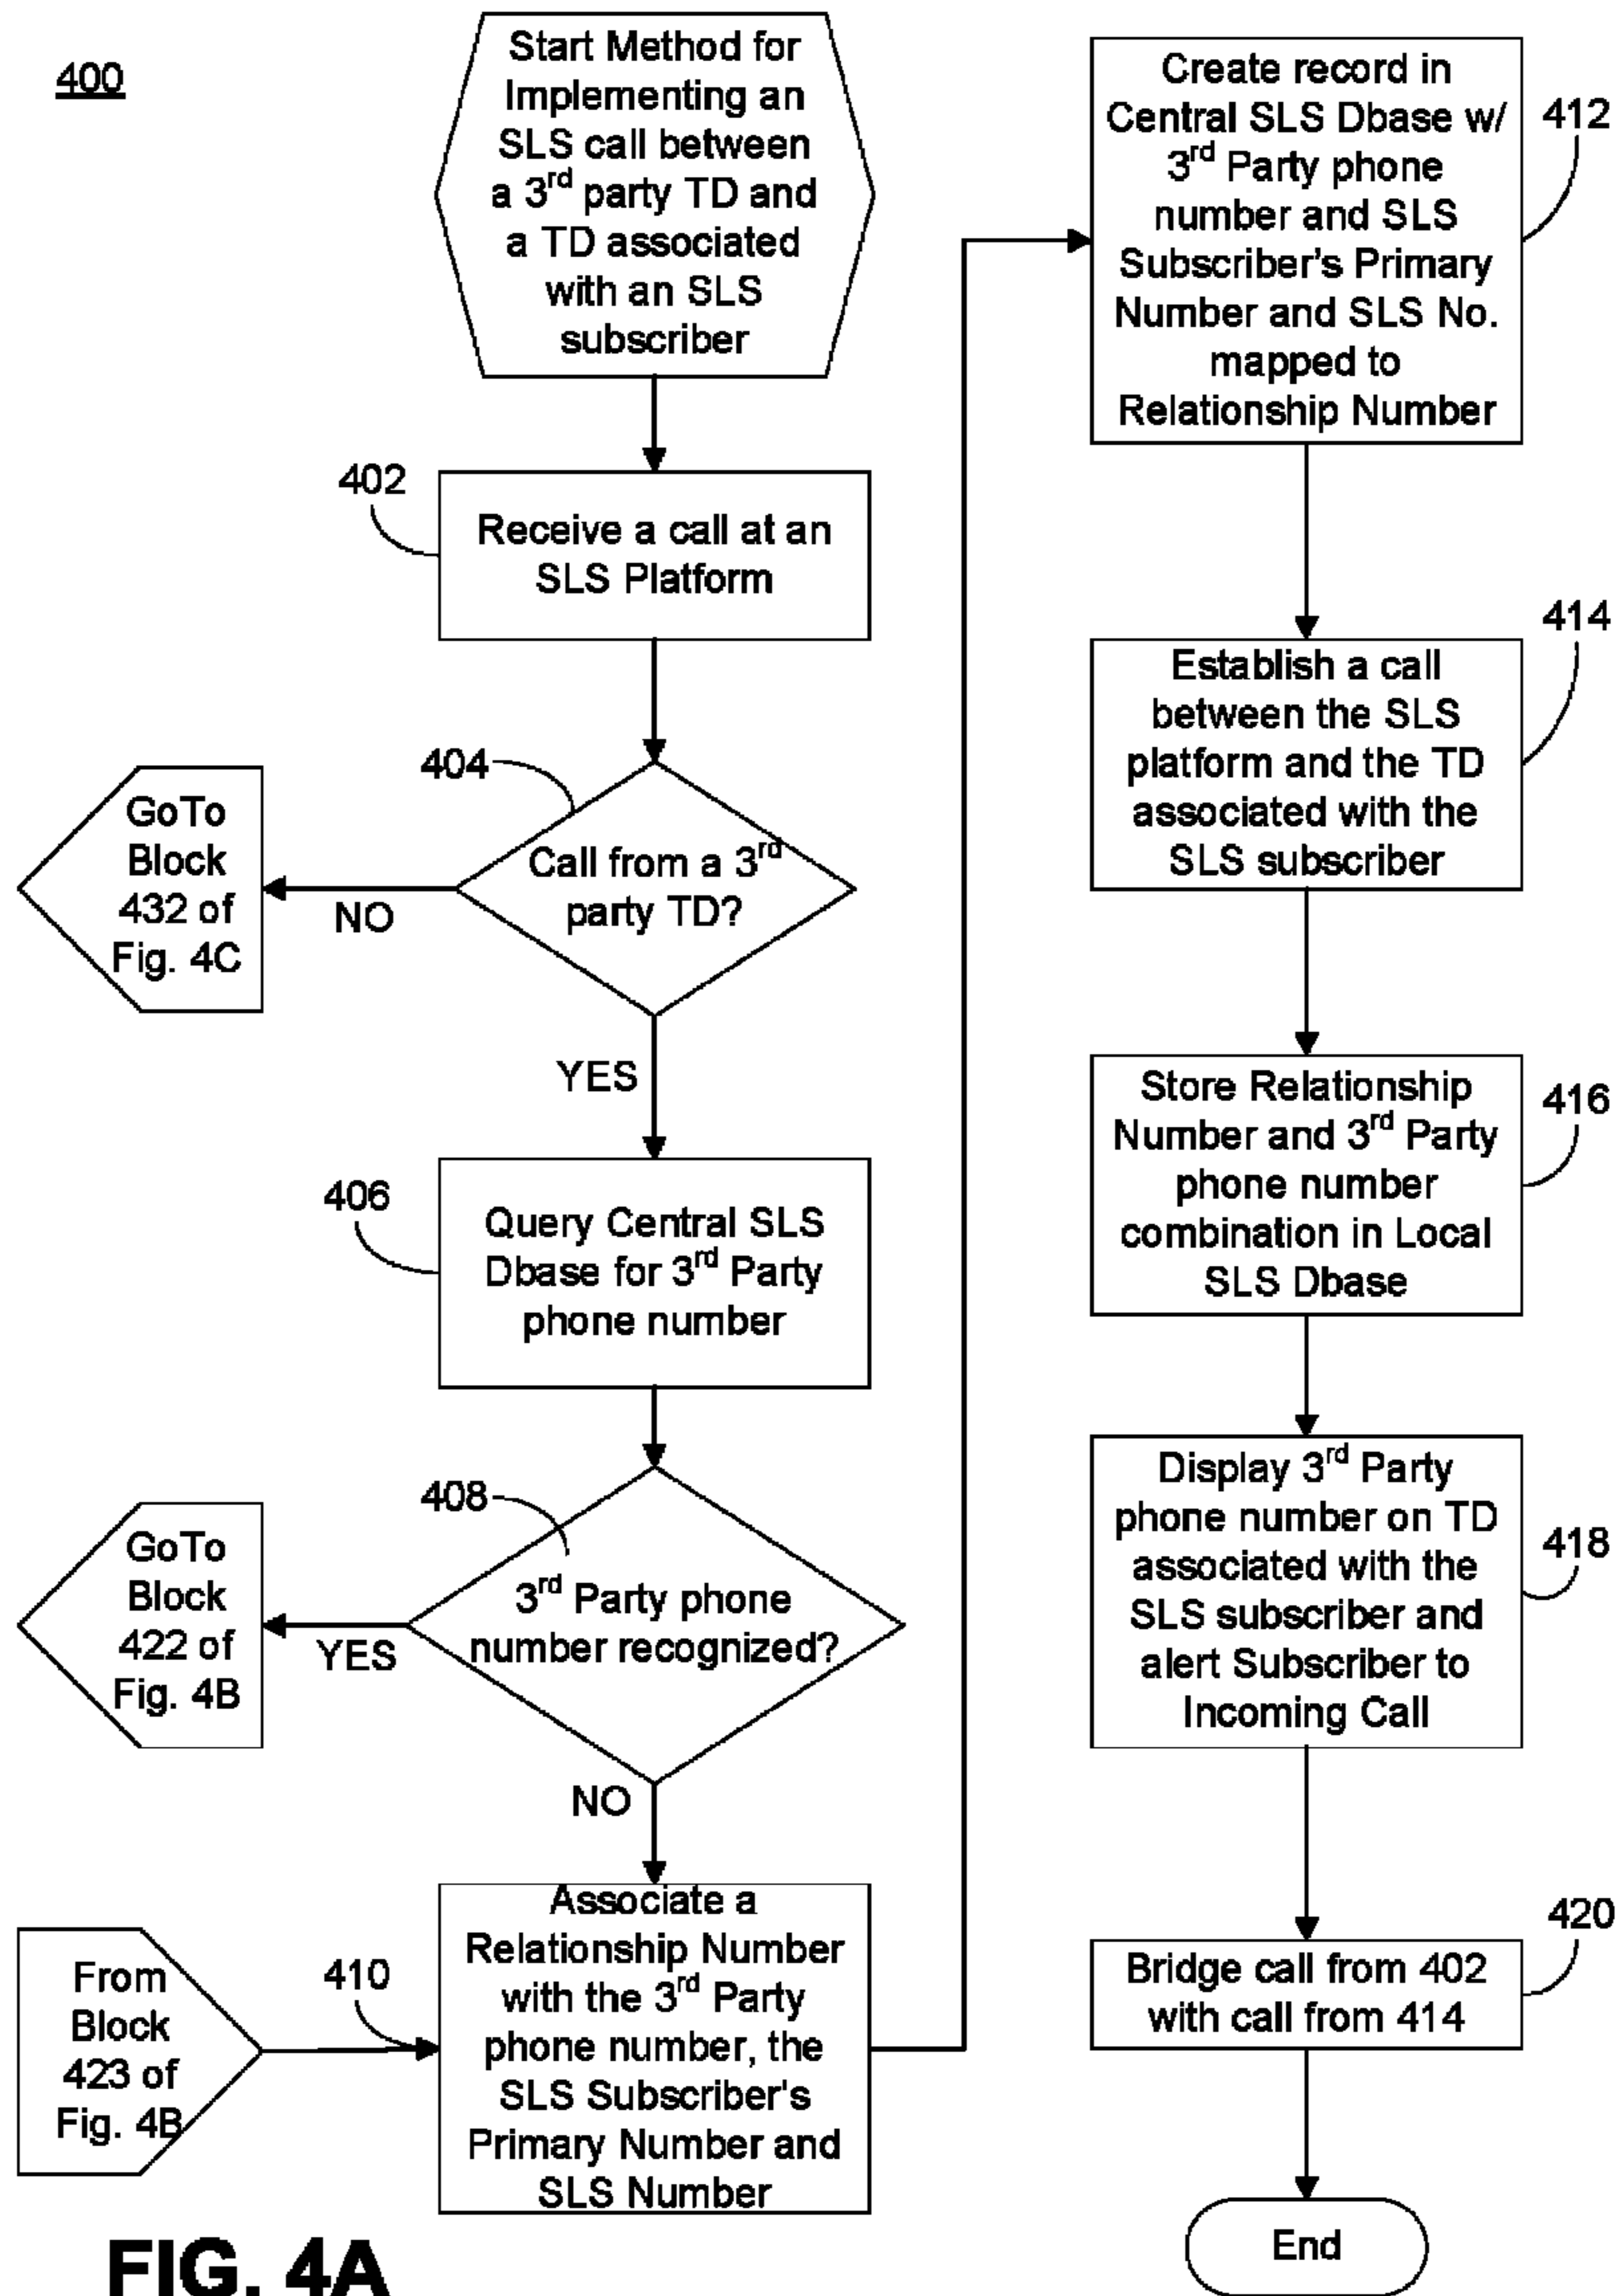 400
Start Method for
Implementing an
SLS call between
a 3rd party TD and
a TD associated
with an SLS
subscriber
402
Receive a call at an
SLS Platform
404
Call from a 3rd
party TD?
NO
GoTo
Block
432 of
Fig. 4C
YES
406
Query Central SLS
Dbase for 3rd Party
phone number
408
3rd Party phone
number recognized?
YES
GoTo
Block
422 of
Fig. 4B
NO
From
Block
423 of
Fig. 4B
410
Associate a
Relationship Number
with the 3rd Party
phone number, the
SLS Subscriber's
Primary Number and
SLS Number
Create record in
Central SLS Dbase w/
3rd Party phone
number and SLS
Subscriber's Primary
Number and SLS No.
mapped to
Relationship Number
412
Establish a call
between the SLS
platform and the TD
associated with the
SLS subscriber
414
Store Relationship
Number and 3rd Party
phone number
combination in Local
SLS Dbase
416
Display 3rd Party
phone number on TD
associated with the
SLS subscriber and
alert Subscriber to
Incoming Call
418
Bridge call from 402
with call from 414
420
End
FIG. 4A